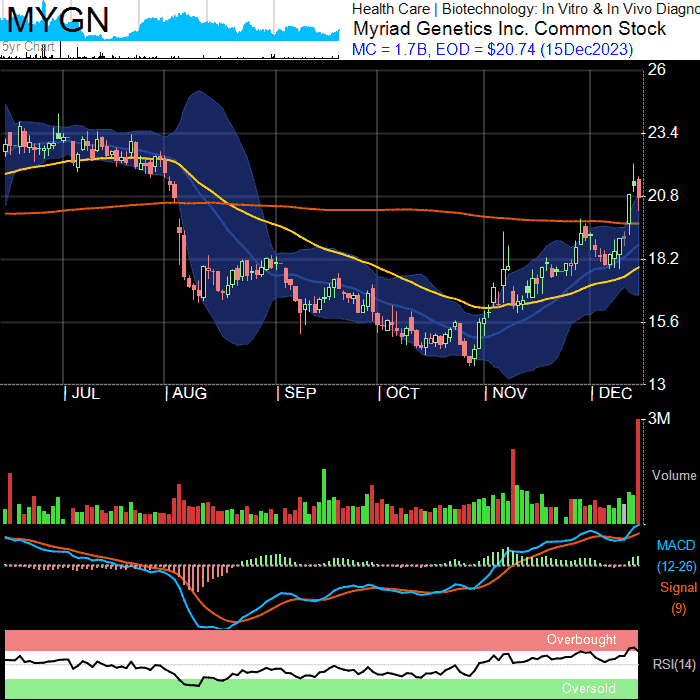 MYGN
5yr Chart
Health Care | Biotechnology: In Vitro & In Vivo Diagno
Myriad Genetics Inc. Common Stock
MC = 1.7B, EOD = $20.74 (15Dec2023)
26
23.4
20.8
18.2
15.6
13
| JUL | AUG | SEP | OCT | NOV | DEC
3M
Volume
MACD
(12-26)
Signal
(9)
Overbought
RSI(14)
Oversold